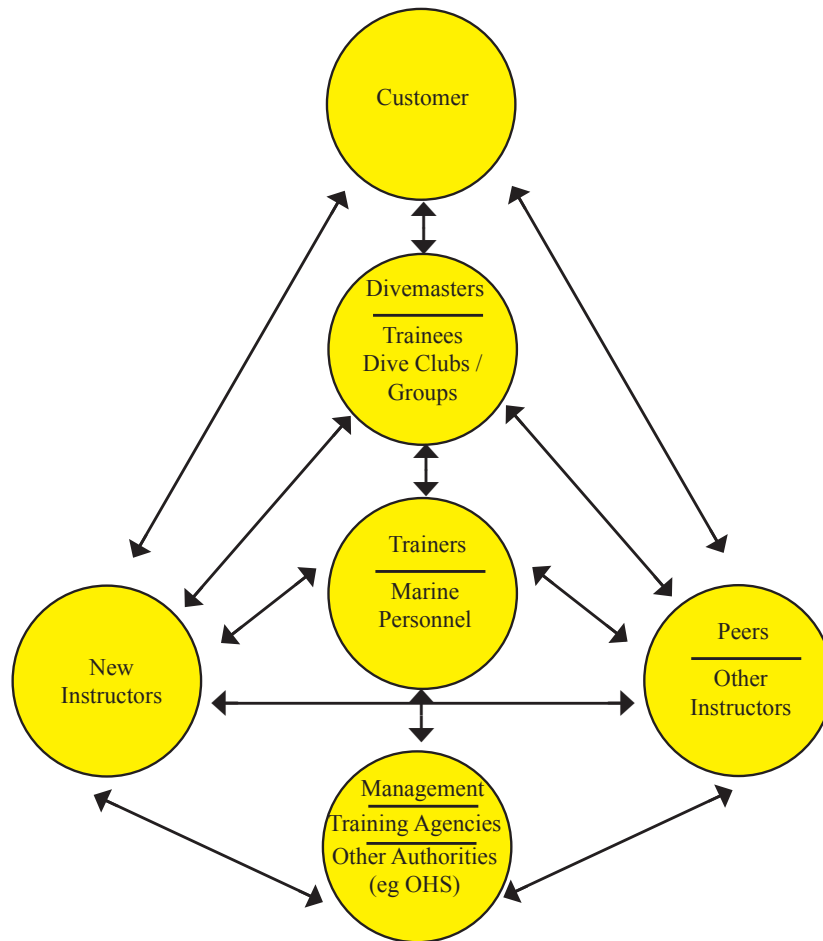 Customer
Divemasters
Trainees
Dive Clubs /
Groups
Trainers
Marine
Personnel
New
Instructors
Peers
Other
Instructors
Management
Training Agencies
Other Authorities
(eg OHS)